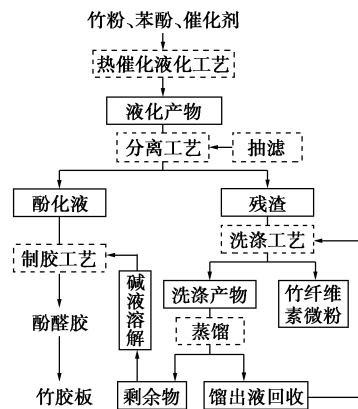 竹粉、苯酚、催化剂
热催化液化工艺
液化产物
分离工艺
抽滤
酚化液
残渣
制胶工艺
洗涤工艺
碱液溶解
洗涤产物
竹纤维
素微粉
酚醛胶
蒸馏
竹胶板
剩余物
馏出液回收